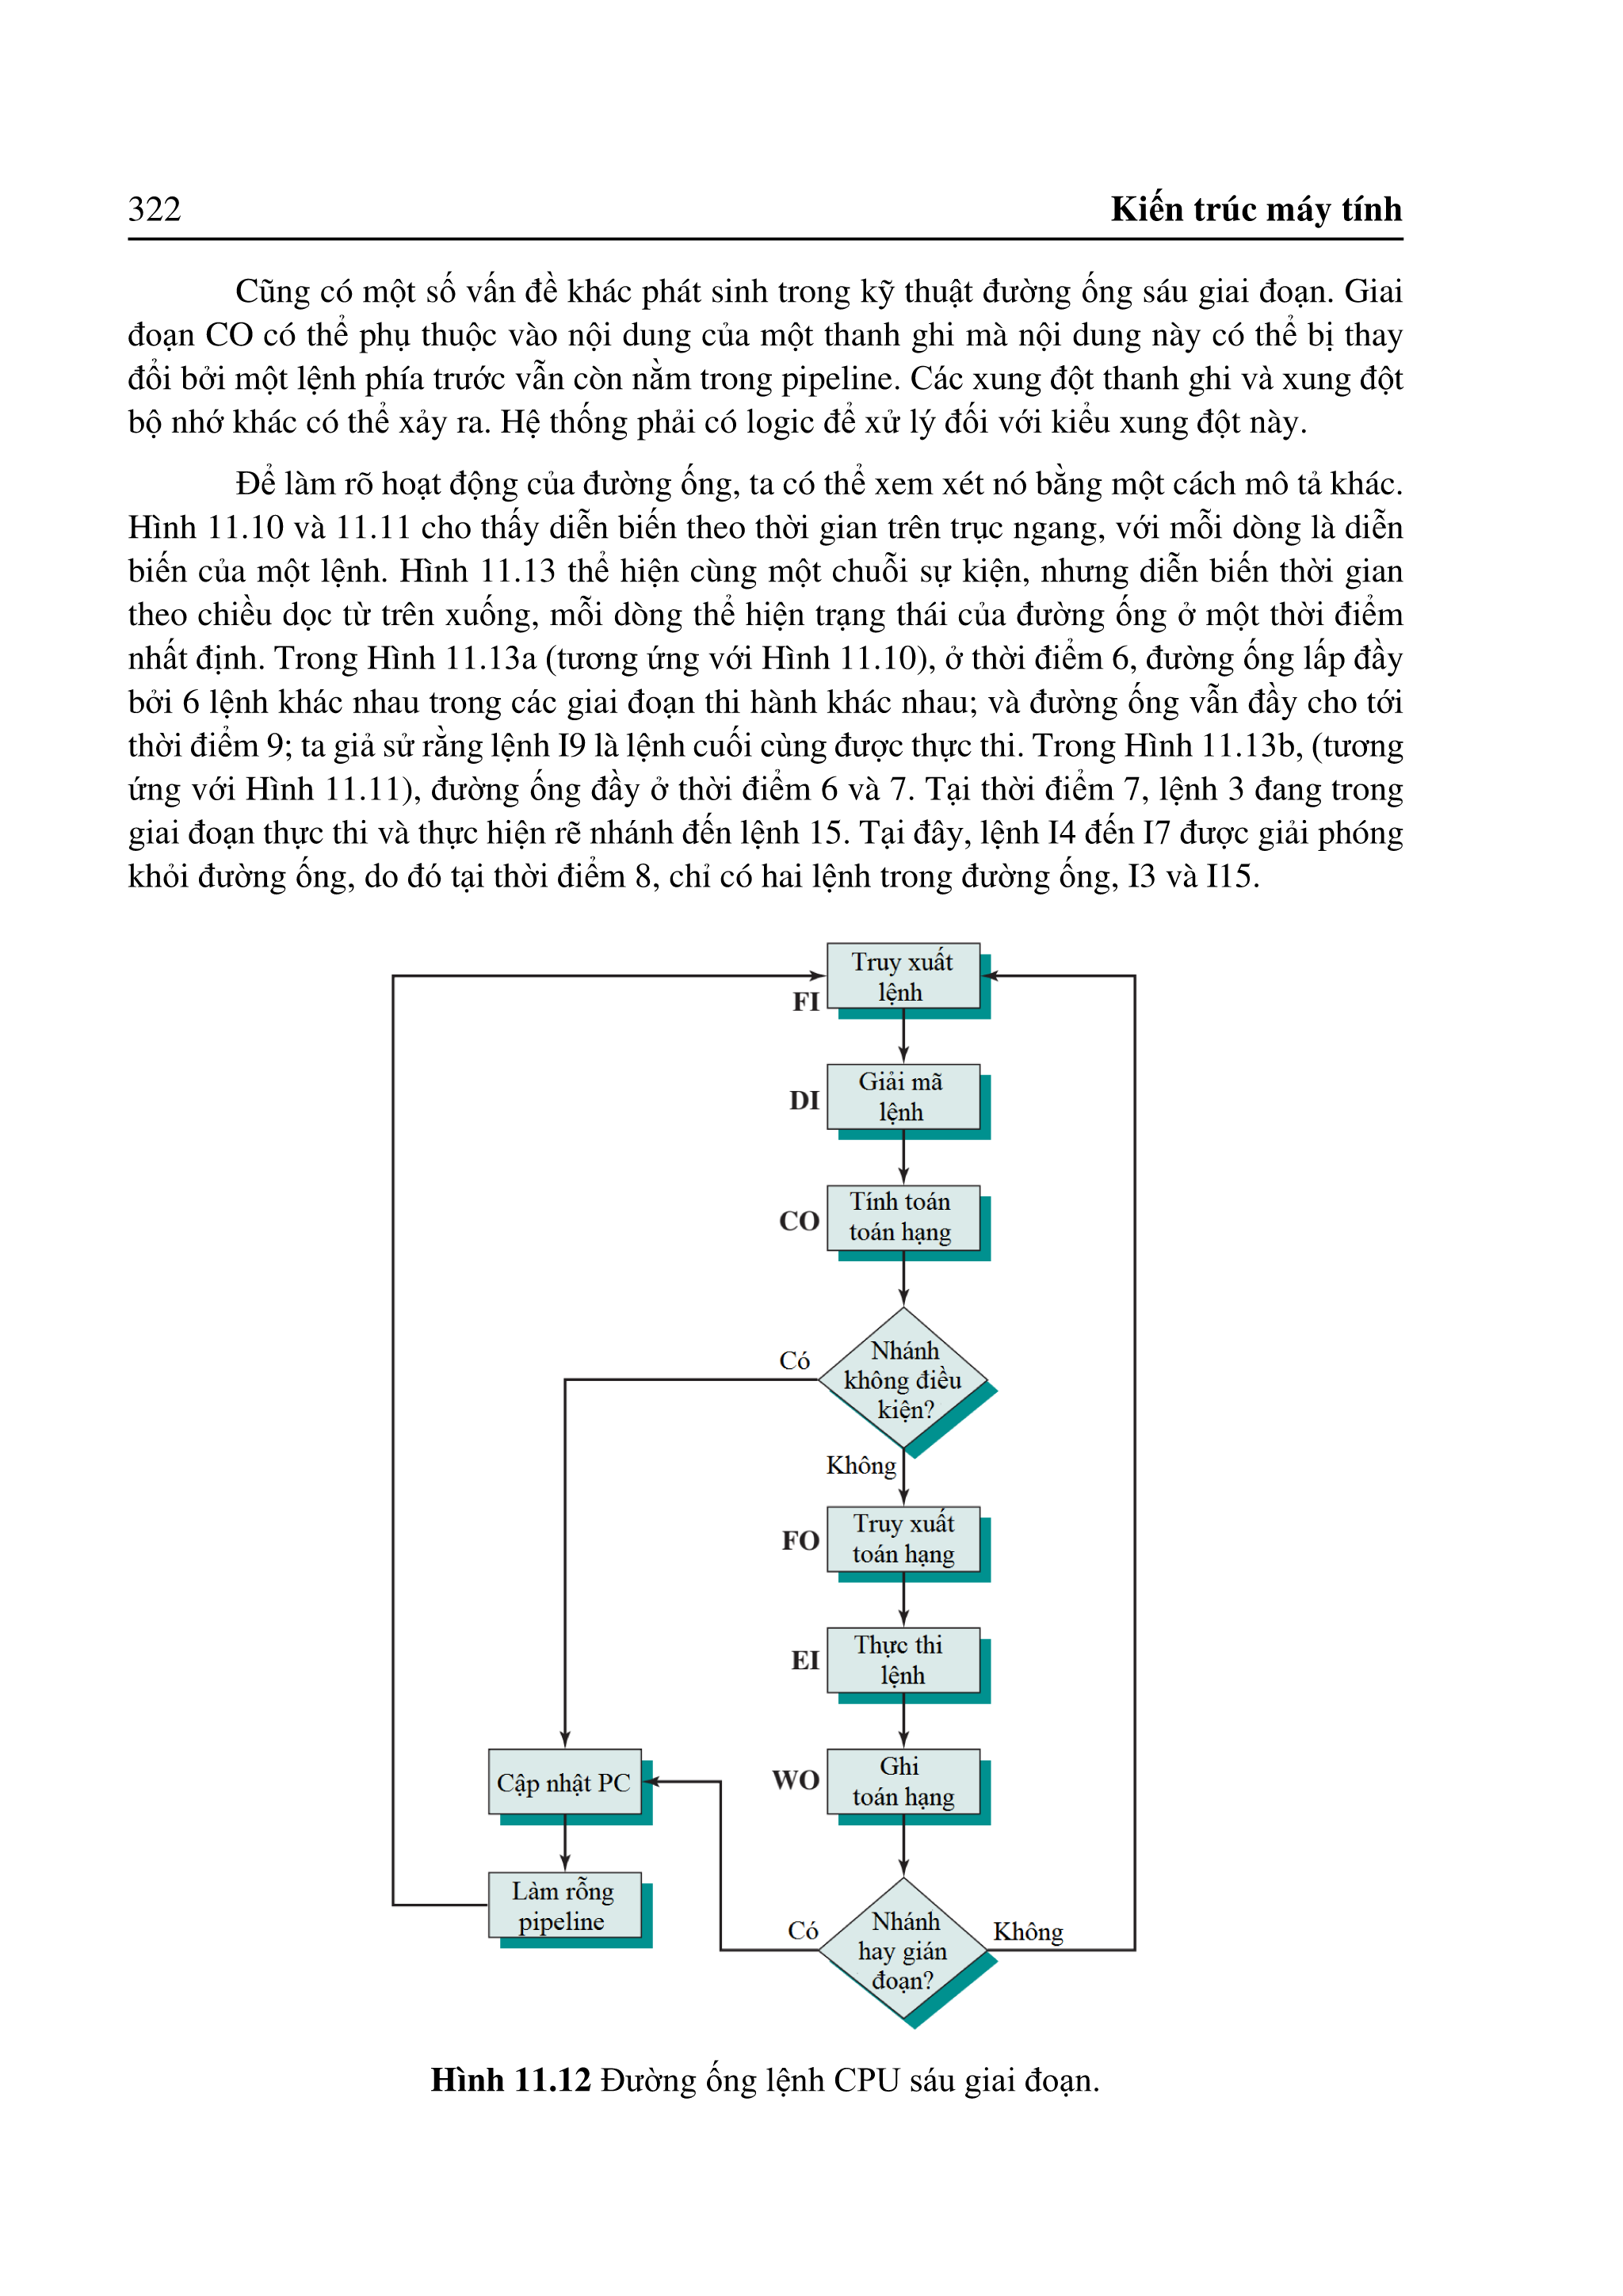 322
Kiến trúc máy tính
Cũng có một số vấn đề khác phát sinh trong kỹ thuật đường ống sáu giai đoạn. Giai
đoạn CO có thể phụ thuộc vào nội dung của một thanh ghi mà nội dung này có thể bị thay
đổi bởi một lệnh phía trước vẫn còn nằm trong pipeline. Các xung đột thanh ghi và xung đột
bộ nhớ khác có thể xảy ra. Hệ thống phải có logic để xử lý đối với kiểu xung đột này.
Để làm rõ hoạt động của đường ống, ta có thể xem xét nó bằng một cách mô tả khác.
Hình 11.10 và 11.11 cho thấy diễn biến theo thời gian trên trục ngang, với mỗi dòng là diễn
biến của một lệnh. Hình 11.13 thể hiện cùng một chuỗi sự kiện, nhưng diễn biến thời gian
theo chiều dọc từ trên xuống, mỗi dòng thể hiện trạng thái của đường ống ở một thời điểm
nhất định. Trong Hình 11.13a (tương ứng với Hình 11.10), ở thời điểm 6, đường ống lấp đầy
bởi 6 lệnh khác nhau trong các giai đoạn thi hành khác nhau; và đường ống vẫn đầy cho tới
thời điểm 9; ta giả sử rằng lệnh I9 là lệnh cuối cùng được thực thi. Trong Hình 11.13b, (tương
ứng với Hình 11.11), đường ống đầy ở thời điểm 6 và 7. Tại thời điểm 7, lệnh 3 đang trong
giai đoạn thực thi và thực hiện rẽ nhánh đến lệnh 15. Tại đây, lệnh I4 đến I7 được giải phóng
khỏi đường ống, do đó tại thời điểm 8, chỉ có hai lệnh trong đường ống, I3 và I15.
Truy xuất
lệnh
FI
Giải mã
lệnh
DI
Tính toán
toán hạng
CO
Nhánh
không điều
kiện?
Có
Không
Truy xuất
toán hạng
FO
Thực thi
lệnh
EI
Ghi
toán hạng
WO
Cập nhật PC
Làm rỗng
pipeline
Nhánh
hay gián
đoạn?
Có
Không
Hình 11.12 Đường ống lệnh CPU sáu giai đoạn.